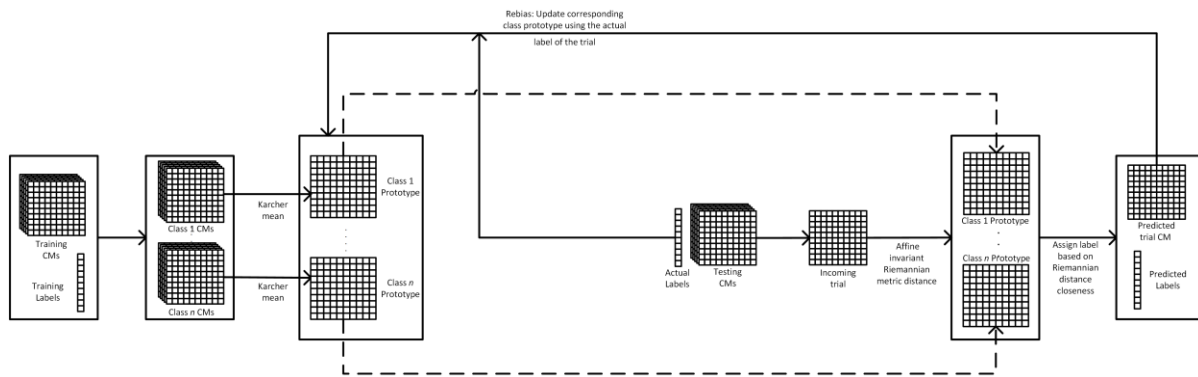 Rebias: Update corresponding
class prototype using the actual
label of the trial
Training
CMs
Training
Labels
Class 1 CMs
Class n CMs
Karcher
mean
Karcher
mean
Class 1
Prototype
Class n
Prototype
Actual
Labels
Testing
CMs
Incoming
trial
Affine
invariant
Riemannian
metric distance
Class 1 Prototype
Class n Prototype
Assign label
based on
Riemannian
distance
closeness
Predicted
trial CM
Predicted
Labels